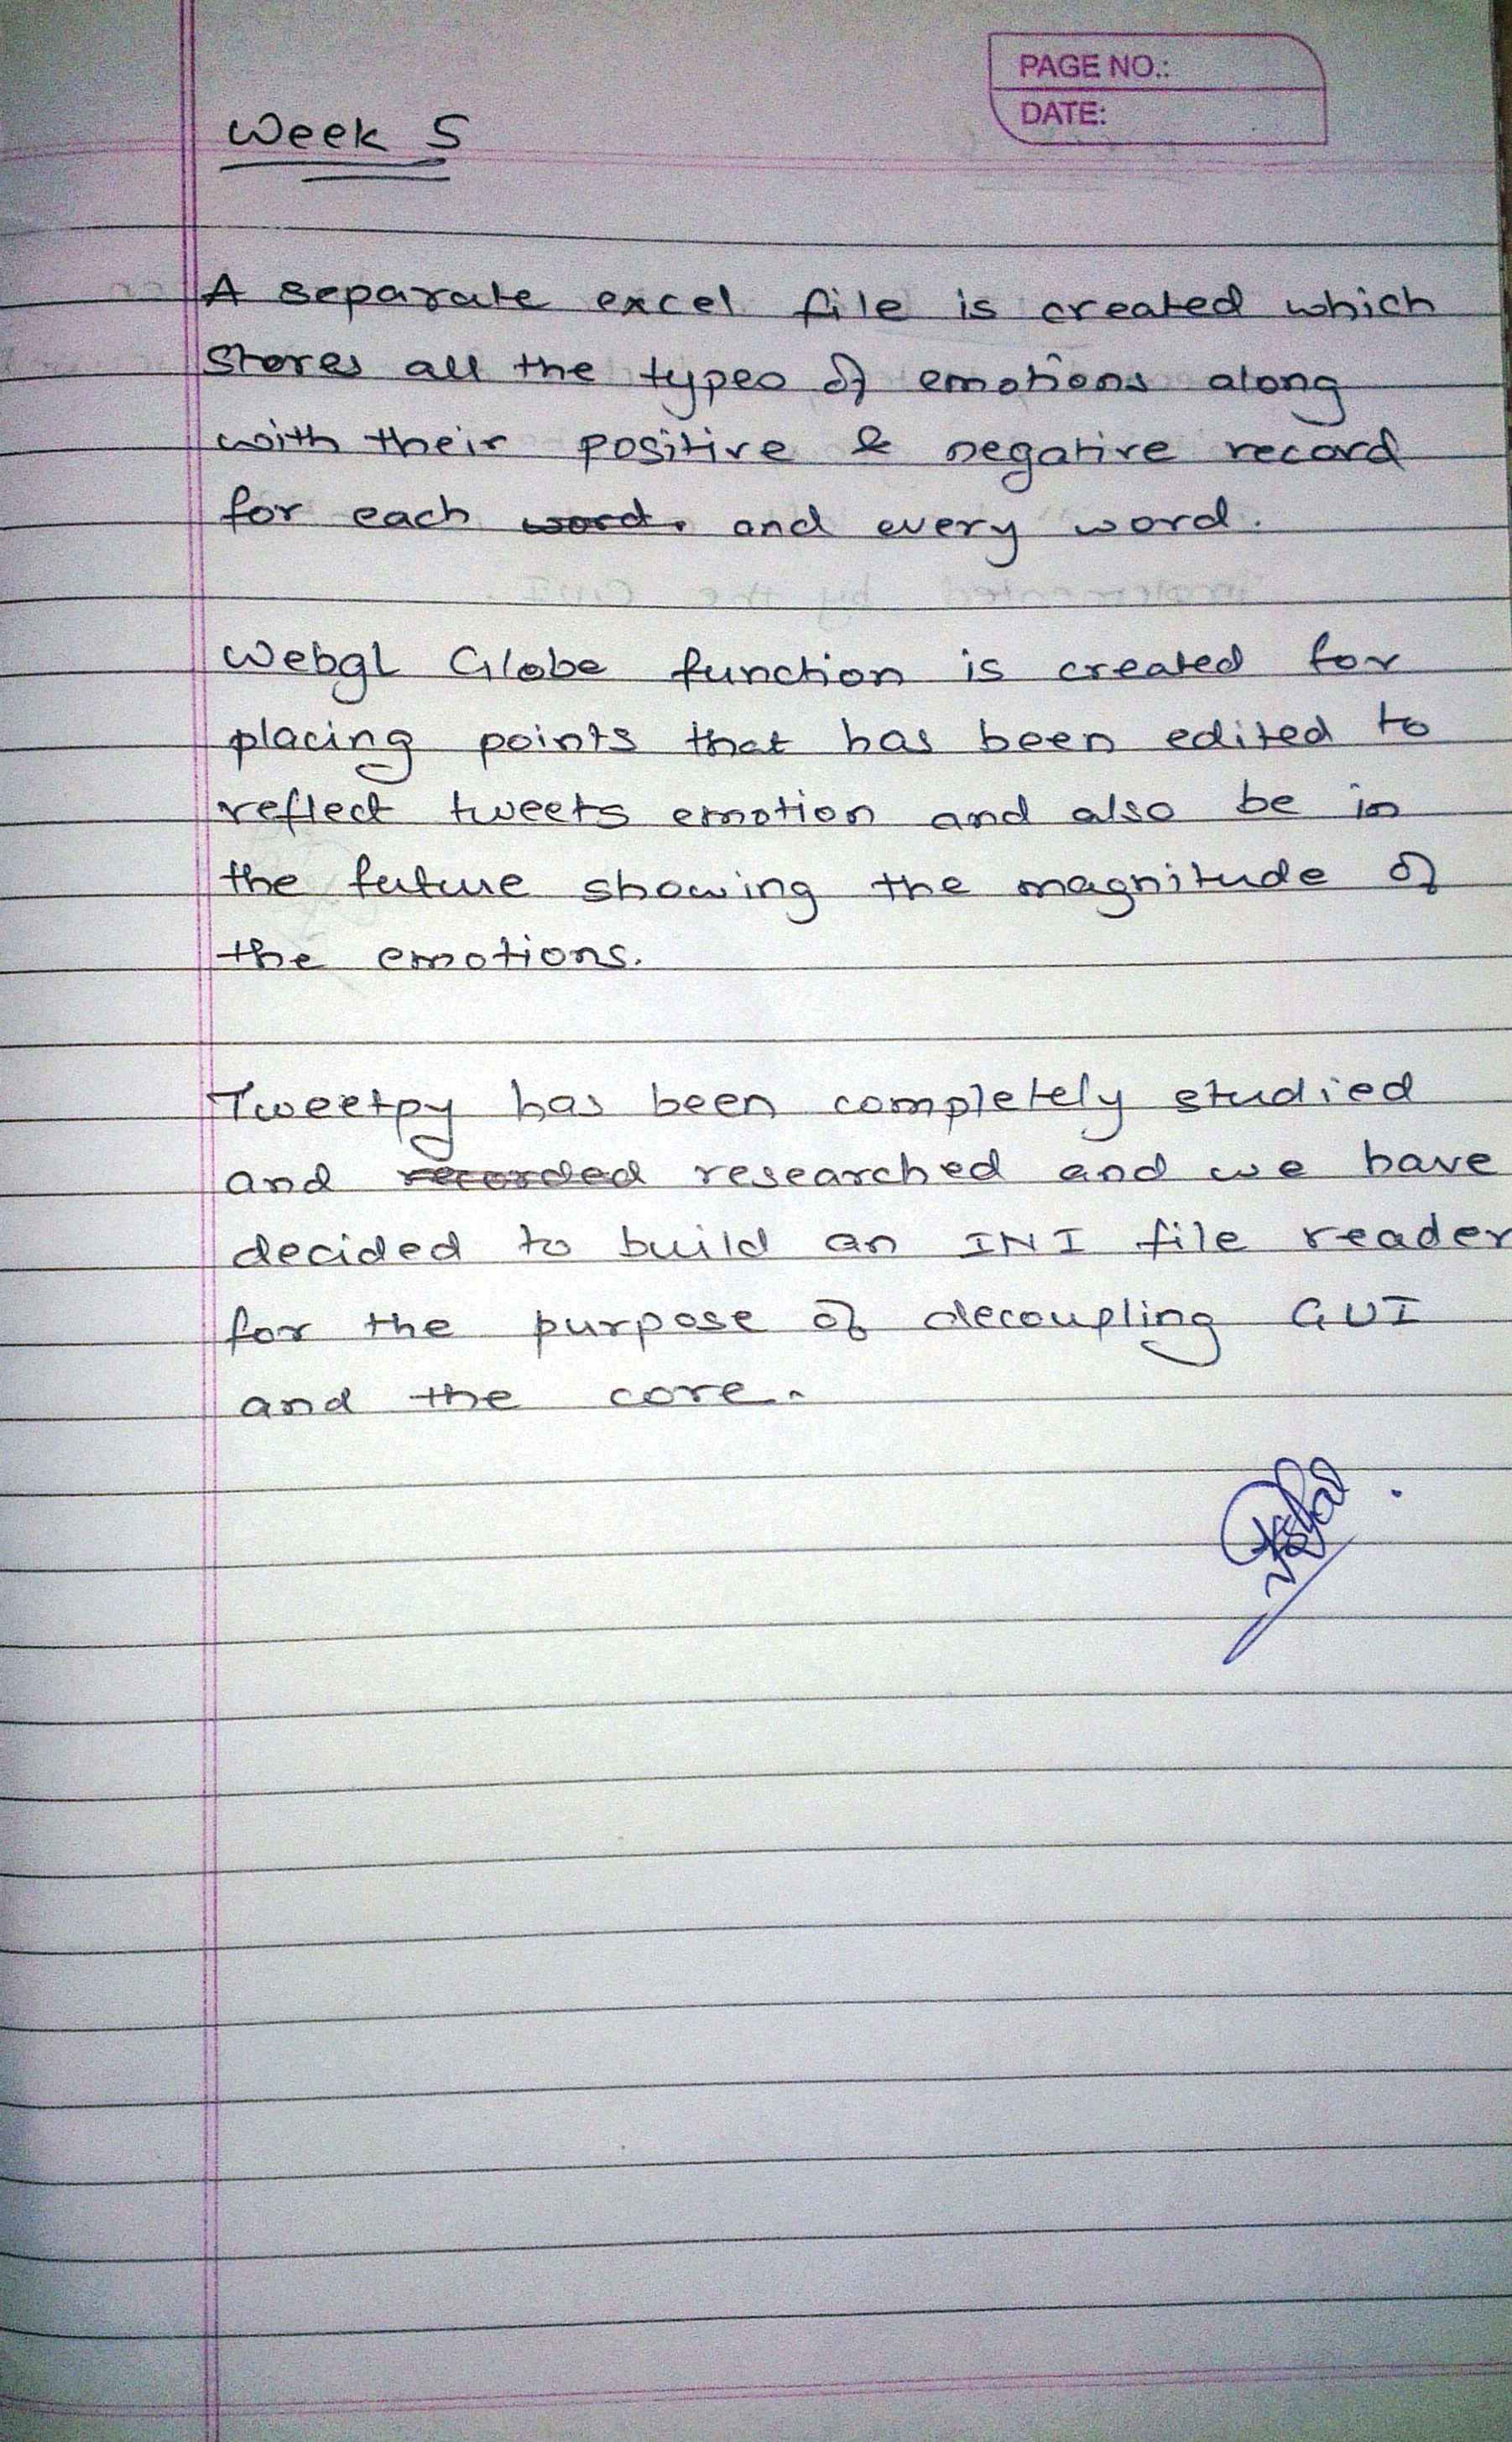 PAGE NO.:
DATE:
Week 5
A separate excel file is created which
stores all the types of emotions along
with their positive & negative record
for each word. and every word.
Webgl Globe function is created for
placing points that has been edited to
reflect tweets emotion and also be in
the future showing the magnitude of
the emotions.
Tweetpy has been completely studied
and recorded researched and we have
decided to build an INI file reader
for the purpose of decoupling GUI
and the core.